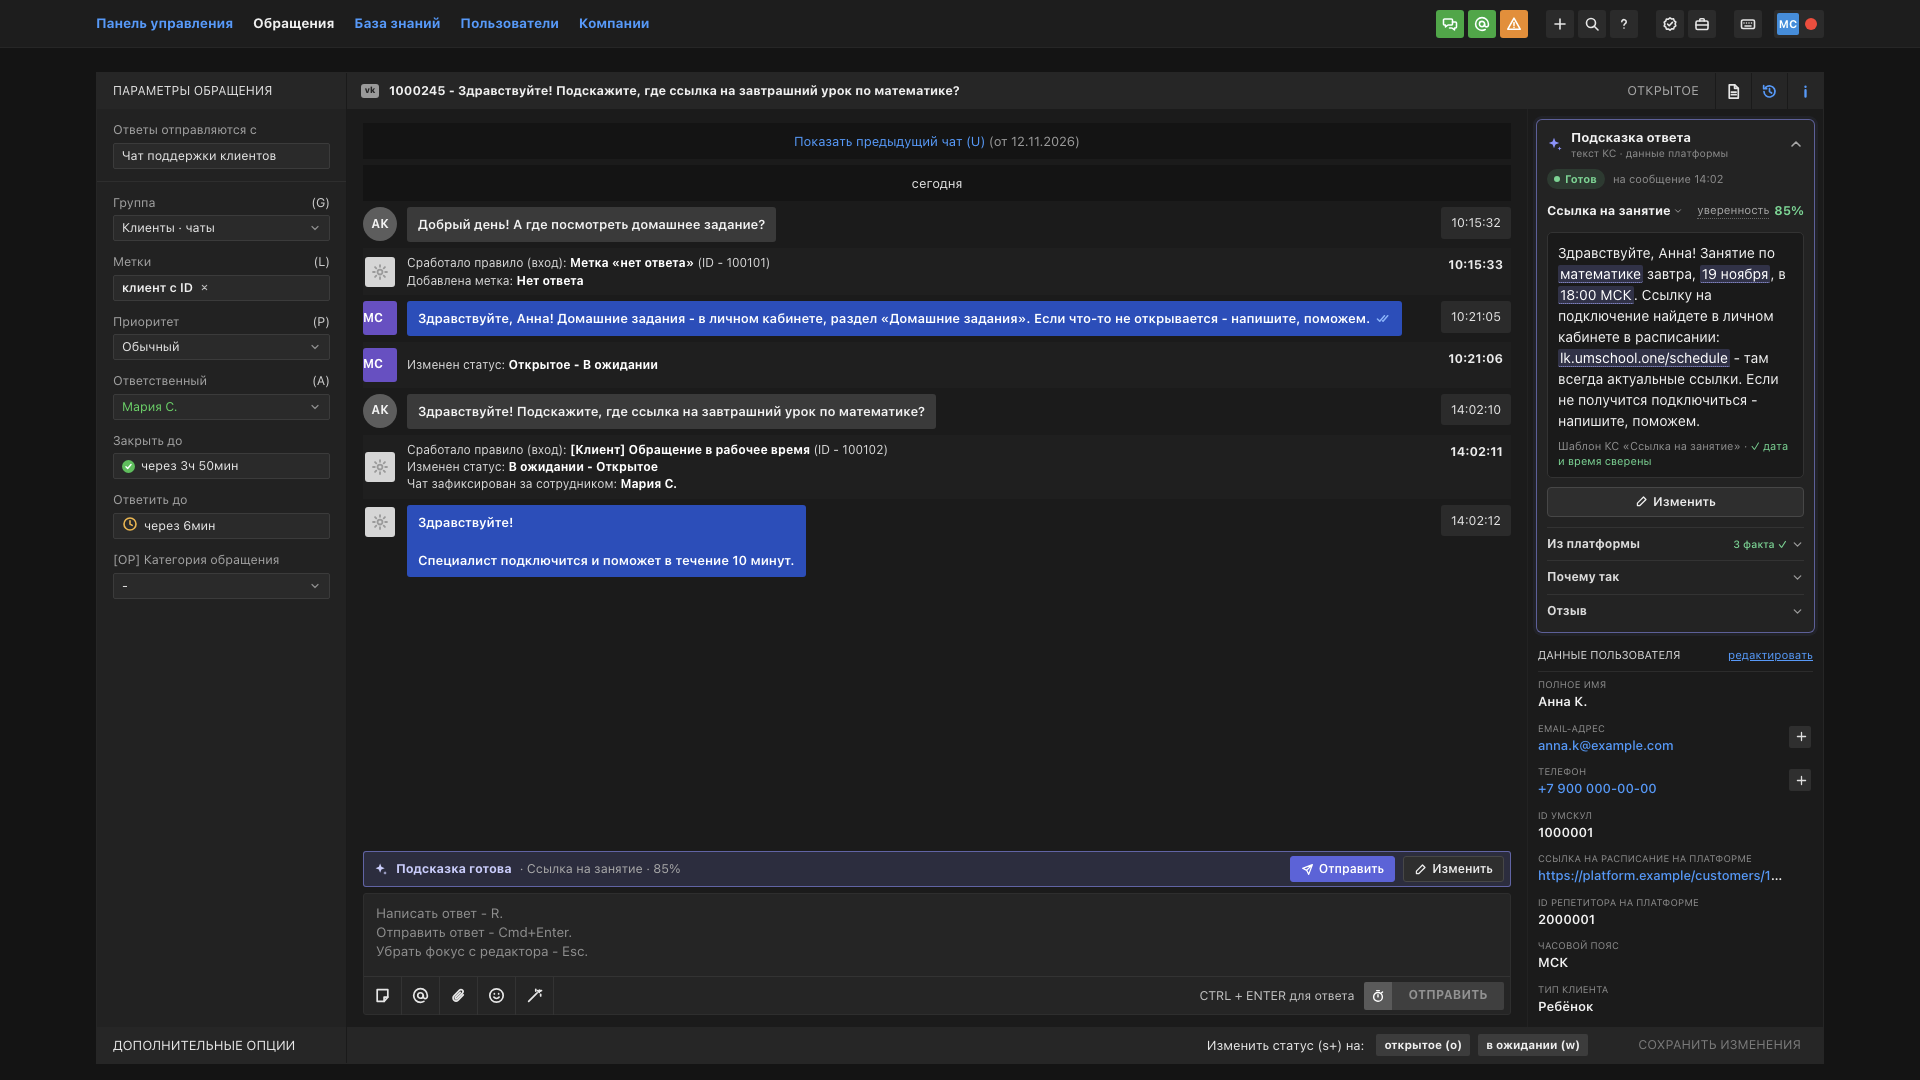 Панель управления
Обращения
База знаний
Пользователи
Компании
МС
ПАРАМЕТРЫ ОБРАЩЕНИЯ
Ответы отправляются с
Чат поддержки клиентов
Группа (G)
Клиенты · чаты
Метки (L)
клиент с ID ×
Приоритет (P)
Обычный
Ответственный (A)
Мария С.
Закрыть до
через 3ч 50мин
Ответить до
через 6мин
[ОР] Категория обращения
-
ДОПОЛНИТЕЛЬНЫЕ ОПЦИИ
vk 1000245 - Здравствуйте! Подскажите, где ссылка на завтрашний урок по математике?
ОТКРЫТОЕ
Показать предыдущий чат (U) (от 12.11.2026)
сегодня
АК Добрый день! А где посмотреть домашнее задание? 10:15:32
Сработало правило (вход): Метка «нет ответа» (ID - 100101) 10:15:33
Добавлена метка: Нет ответа
МС Здравствуйте, Анна! Домашние задания - в личном кабинете, раздел «Домашние задания». Если что-то не открывается - напишите, поможем. 10:21:05
МС Изменен статус: Открытое - В ожидании 10:21:06
АК Здравствуйте! Подскажите, где ссылка на завтрашний урок по математике? 14:02:10
Сработало правило (вход): [Клиент] Обращение в рабочее время (ID - 100102) 14:02:11
Изменен статус: В ожидании - Открытое
Чат зафиксирован за сотрудником: Мария С.
Здравствуйте! 14:02:12
Специалист подключится и поможет в течение 10 минут.
Подсказка готова · Ссылка на занятие · 85%
Отправить
Изменить
Написать ответ - R.
Отправить ответ - Cmd+Enter.
Убрать фокус с редактора - Esc.
CTRL + ENTER для ответа
ОТПРАВИТЬ
Изменить статус (s+) на: открытое (o) в ожидании (w)
СОХРАНИТЬ ИЗМЕНЕНИЯ
Подсказка ответа
текст КС · данные платформы
Готов на сообщение 14:02
Ссылка на занятие уверенность 85%
Здравствуйте, Анна! Занятие по
математике завтра, 19 ноября, в
18:00 МСК. Ссылку на
подключение найдете в личном
кабинете в расписании:
lk.umschool.one/schedule - там
всегда актуальные ссылки. Если
не получится подключиться -
напишите, поможем.
Шаблон КС «Ссылка на занятие» · ✓ дата
и время сверены
Изменить
Из платформы 3 факта ✓
Почему так
Отзыв
ДАННЫЕ ПОЛЬЗОВАТЕЛЯ редактировать
ПОЛНОЕ ИМЯ
Анна К.
EMAIL-АДРЕС
anna.k@example.com
ТЕЛЕФОН
+7 900 000-00-00
ID УМСКУЛ
1000001
ССЫЛКА НА РАСПИСАНИЕ НА ПЛАТФОРМЕ
https://platform.example/customers/1...
ID РЕПЕТИТОРА НА ПЛАТФОРМЕ
2000001
ЧАСОВОЙ ПОЯС
МСК
ТИП КЛИЕНТА
Ребёнок